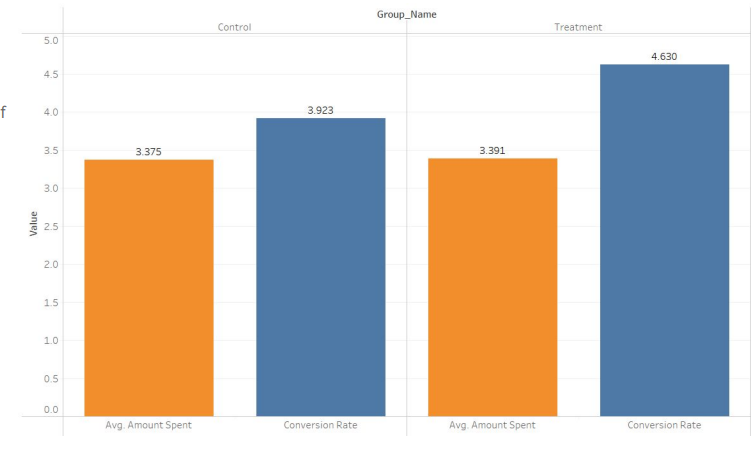 Group_Name
Control
Treatment
f
5.0
4.5
4.0
3.5
3.0
2.5
2.0
1.5
1.0
0.5
0.0
Value
3.375
3.923
3.391
4.630
Avg. Amount Spent
Conversion Rate
Avg. Amount Spent
Conversion Rate